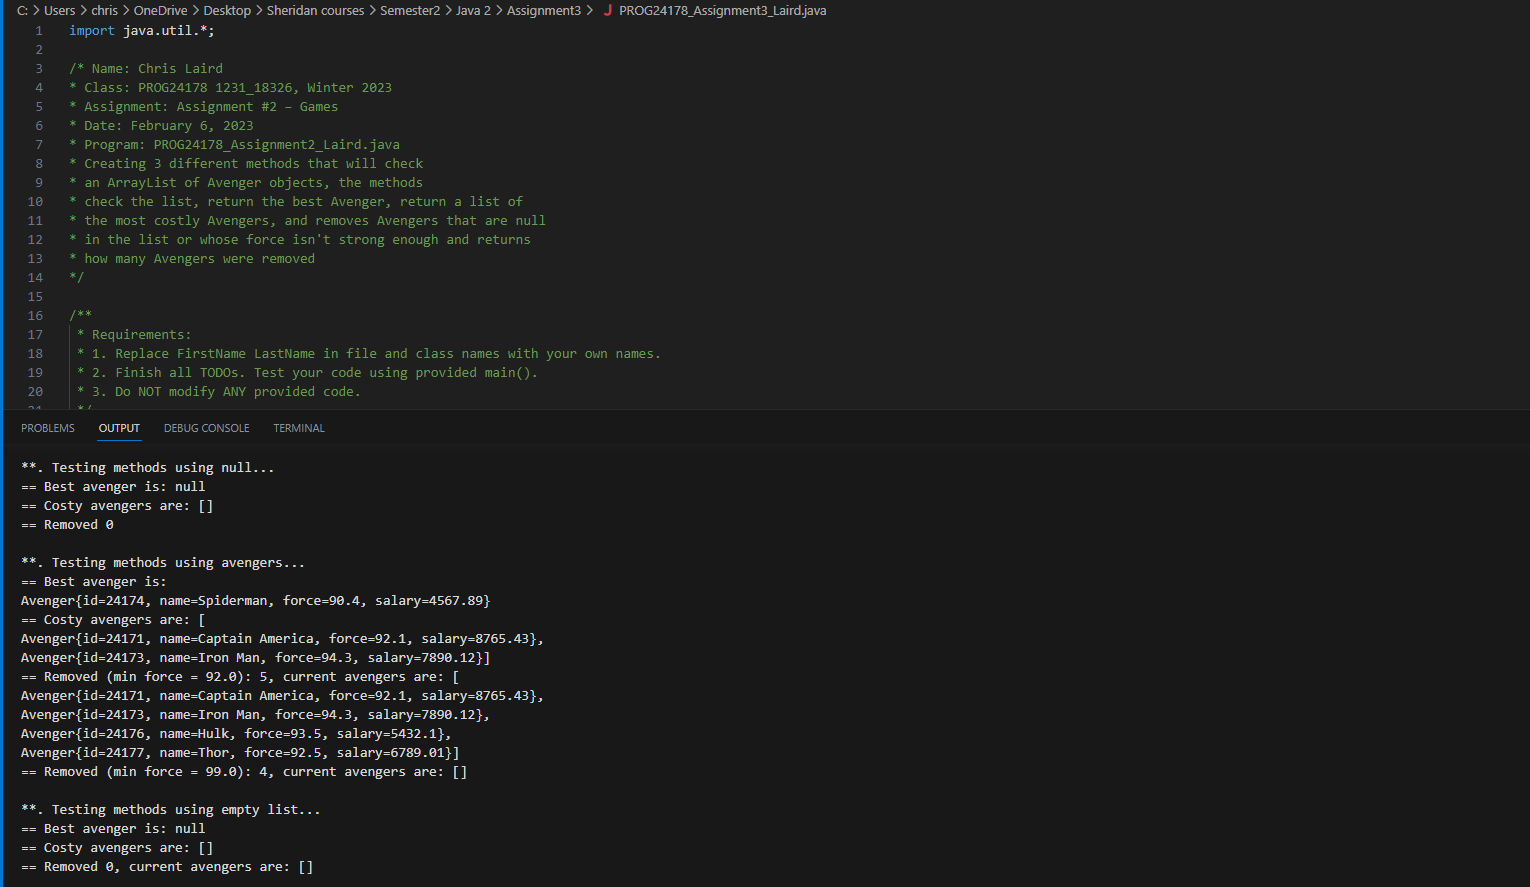 C: > Users > chris > OneDrive > Desktop > Sheridan courses > Semester2 > Java 2 > Assignment3 > J PROG24178_Assignment3_Laird.java
1 import java.util.*;
2
3 /* Name: Chris Laird
4 * Class: PROG24178 1231_18326, Winter 2023
5 * Assignment: Assignment #2 – Games
6 * Date: February 6, 2023
7 * Program: PROG24178_Assignment2_Laird.java
8 * Creating 3 different methods that will check
9 * an ArrayList of Avenger objects, the methods
10 * check the list, return the best Avenger, return a list of
11 * the most costly Avengers, and removes Avengers that are null
12 * in the list or whose force isn't strong enough and returns
13 * how many Avengers were removed
14 */
15
16 /**
17 * Requirements:
18 * 1. Replace FirstName LastName in file and class names with your own names.
19 * 2. Finish all TODOs. Test your code using provided main().
20 * 3. Do NOT modify ANY provided code.
21 */
PROBLEMS OUTPUT DEBUG CONSOLE TERMINAL
**. Testing methods using null...
== Best avenger is: null
== Costy avengers are: []
== Removed 0
**. Testing methods using avengers...
== Best avenger is:
Avenger{id=24174, name=Spiderman, force=90.4, salary=4567.89}
== Costy avengers are: [
Avenger{id=24171, name=Captain America, force=92.1, salary=8765.43},
Avenger{id=24173, name=Iron Man, force=94.3, salary=7890.12}]
== Removed (min force = 92.0): 5, current avengers are: [
Avenger{id=24171, name=Captain America, force=92.1, salary=8765.43},
Avenger{id=24173, name=Iron Man, force=94.3, salary=7890.12},
Avenger{id=24176, name=Hulk, force=93.5, salary=5432.1},
Avenger{id=24177, name=Thor, force=92.5, salary=6789.01}]
== Removed (min force = 99.0): 4, current avengers are: []
**. Testing methods using empty list...
== Best avenger is: null
== Costy avengers are: []
== Removed 0, current avengers are: []